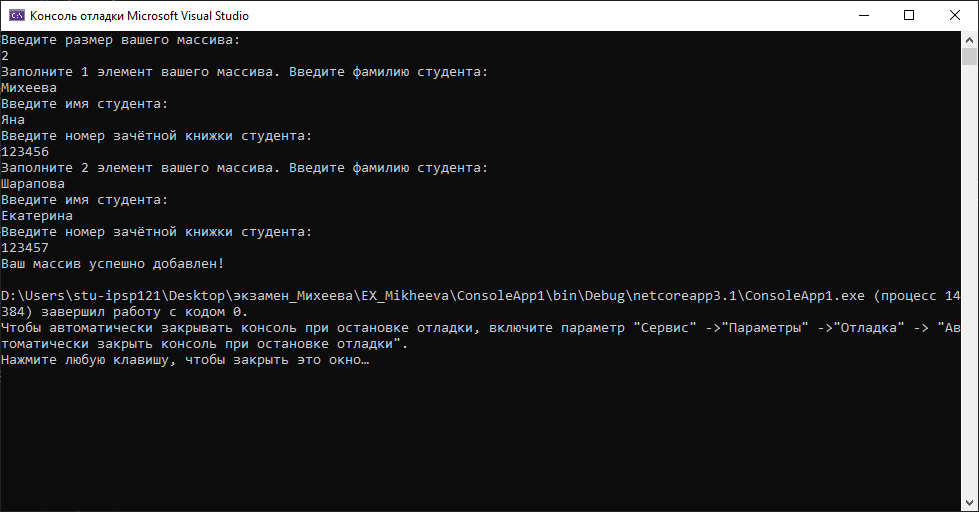 Консоль отладки Microsoft Visual Studio
Введите размер вашего массива:
2
Заполните 1 элемент вашего массива. Введите фамилию студента:
Михеева
Введите имя студента:
Яна
Введите номер зачётной книжки студента:
123456
Заполните 2 элемент вашего массива. Введите фамилию студента:
Шарапова
Введите имя студента:
Екатерина
Введите номер зачётной книжки студента:
123457
Ваш массив успешно добавлен!
D:\Users\stu-ipsp121\Desktop\экзамен_Михеева\EX_Mikheeva\ConsoleApp1\bin\Debug\netcoreapp3.1\ConsoleApp1.exe (процесс 14
384) завершил работу с кодом 0.
Чтобы автоматически закрывать консоль при остановке отладки, включите параметр "Сервис" ->"Параметры" ->"Отладка" -> "Ав
томатически закрыть консоль при остановке отладки".
Нажмите любую клавишу, чтобы закрыть это окно…